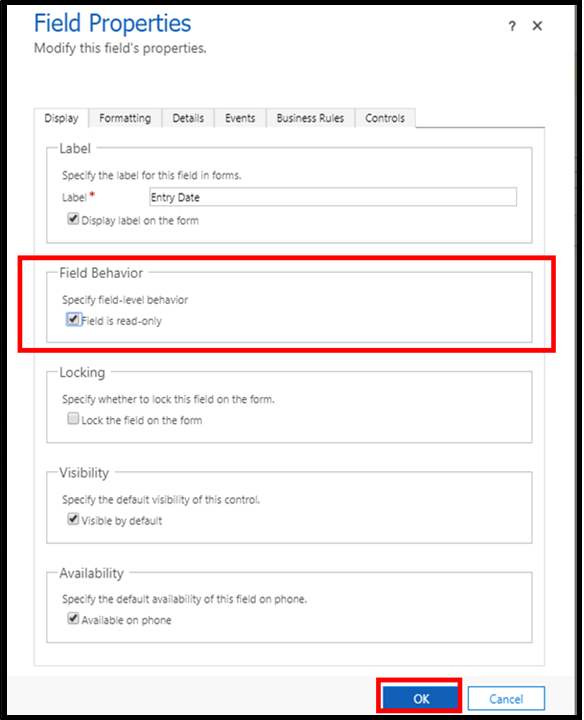 Field Properties
? ×
Modify this field's properties.
Display Formatting Details Events Business Rules Controls
Label
Specify the label for this field in forms.
Label * Entry Date
Display label on the form
Field Behavior
Specify field-level behavior
Field is read-only
Locking
Specify whether to lock this field on the form.
Lock the field on the form
Visibility
Specify the default visibility of this control.
Visible by default
Availability
Specify the default availability of this field on phone.
Available on phone
OK Cancel